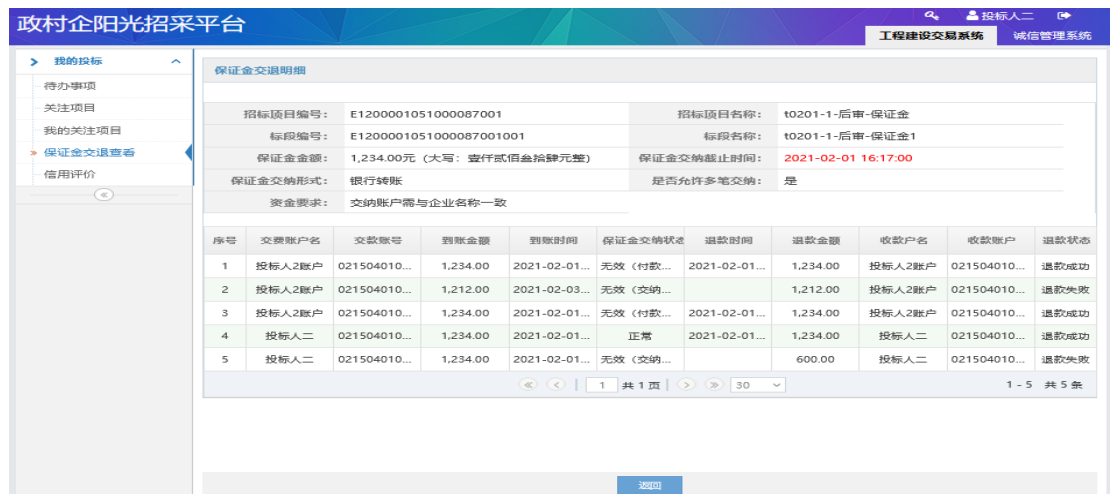 政村企阳光招采平台
投标人二
工程建设交易系统 诚信管理系统
我的投标
待办事项
关注项目
我的关注项目
保证金交退查看
信用评价
保证金交退明细
招标项目编号: E1200001051000087001 招标项目名称: t0201-1-后审-保证金
标段编号: E1200001051000087001001 标段名称: t0201-1-后审-保证金1
保证金金额: 1,234.00元 (大写: 壹仟贰佰叁拾肆元整) 保证金交纳截止时间: 2021-02-01 16:17:00
保证金交纳形式: 银行转账 是否允许多笔交纳: 是
资金要求: 交纳账户需与企业名称一致
序号 交费账户名 交款账号 到账金额 到账时间 保证金交纳状态 退款时间 退款金额 收款户名 收款账户 退款状态
1 投标人2账户 021504010... 1,234.00 2021-02-01... 无效（付款... 2021-02-01... 1,234.00 投标人2账户 021504010... 退款成功
2 投标人2账户 021504010... 1,212.00 2021-02-03... 无效（交纳... 1,212.00 投标人2账户 021504010... 退款失败
3 投标人2账户 021504010... 1,234.00 2021-02-01... 无效（付款... 2021-02-01... 1,234.00 投标人2账户 021504010... 退款成功
4 投标人二 021504010... 1,234.00 2021-02-01... 正常 2021-02-01... 1,234.00 投标人二 021504010... 退款成功
5 投标人二 021504010... 1,234.00 2021-02-01... 无效（交纳... 600.00 投标人二 021504010... 退款失败
1 共 1 页 30 1 - 5 共 5 条
返回